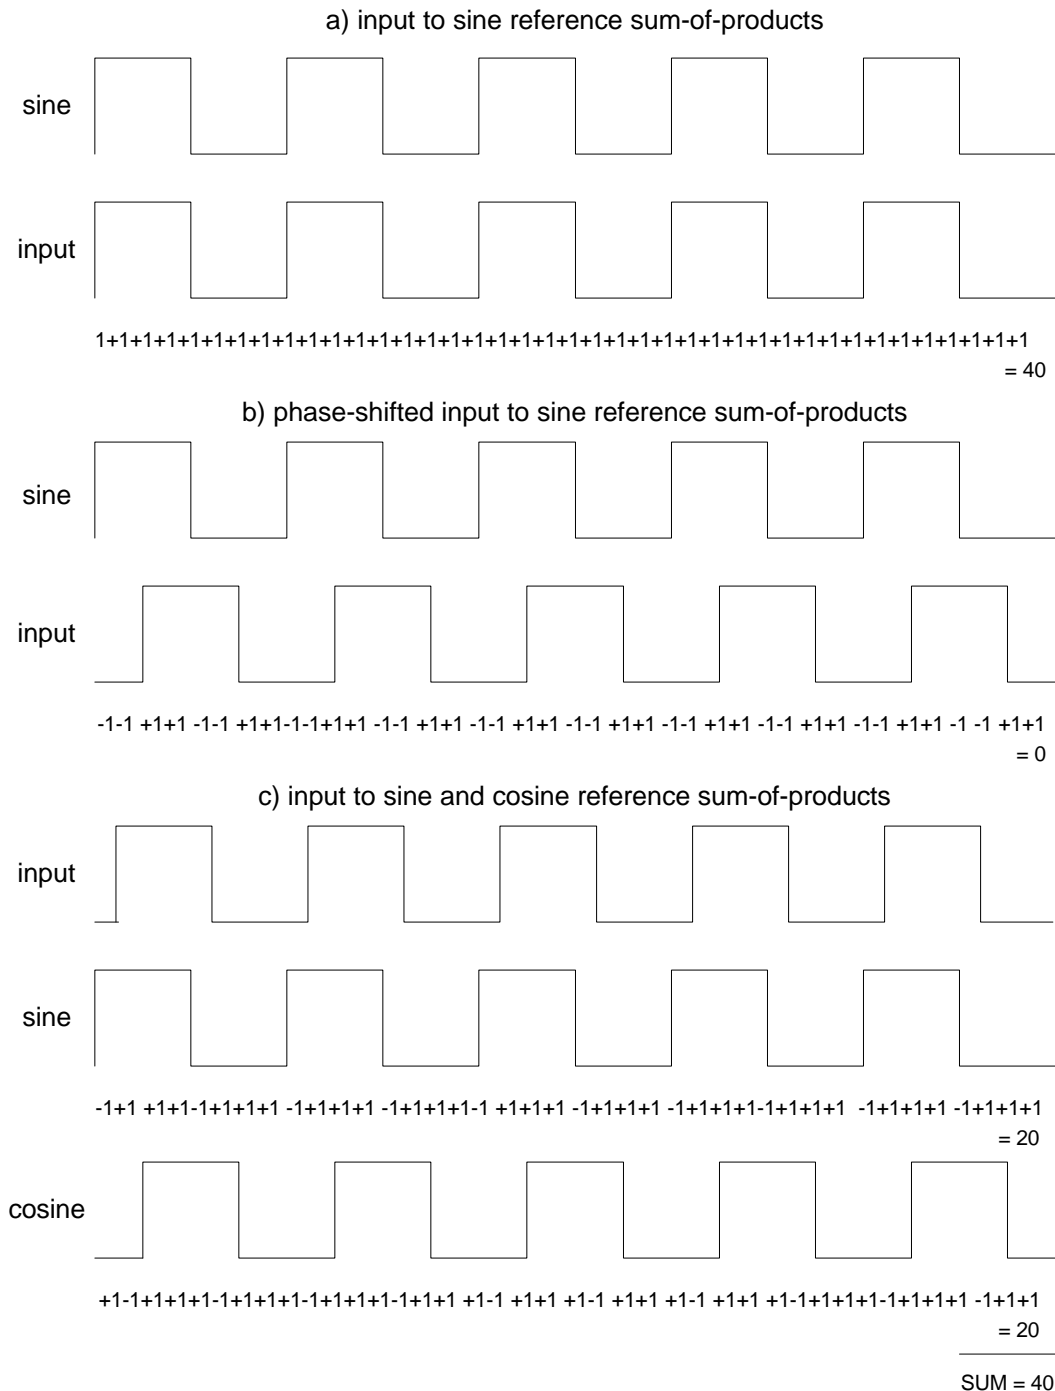 a) input to sine reference sum-of-products
sine
input
1+1+1+1+1+1+1+1+1+1+1+1+1+1+1+1+1+1+1+1+1+1+1+1+1+1+1+1+1+1+1+1+1+1+1+1+1+1+1
= 40
b) phase-shifted input to sine reference sum-of-products
sine
input
-1-1 +1+1 -1-1 +1+1-1-1+1+1 -1-1 +1+1 -1-1 +1+1 -1-1 +1+1 -1-1 +1+1 -1-1 +1+1 -1-1 +1+1 -1 -1 +1+1
= 0
c) input to sine and cosine reference sum-of-products
input
sine
-1+1 +1+1-1+1+1+1 -1+1+1+1 -1+1+1+1-1 +1+1+1 -1+1+1+1 -1+1+1+1-1+1+1+1 -1+1+1+1 -1+1+1+1
= 20
cosine
+1-1+1+1+1-1+1+1+1-1+1+1+1-1+1+1 +1-1 +1+1 +1-1 +1+1 +1-1 +1+1 +1-1+1+1+1-1+1+1+1 -1+1+1
= 20
SUM = 40